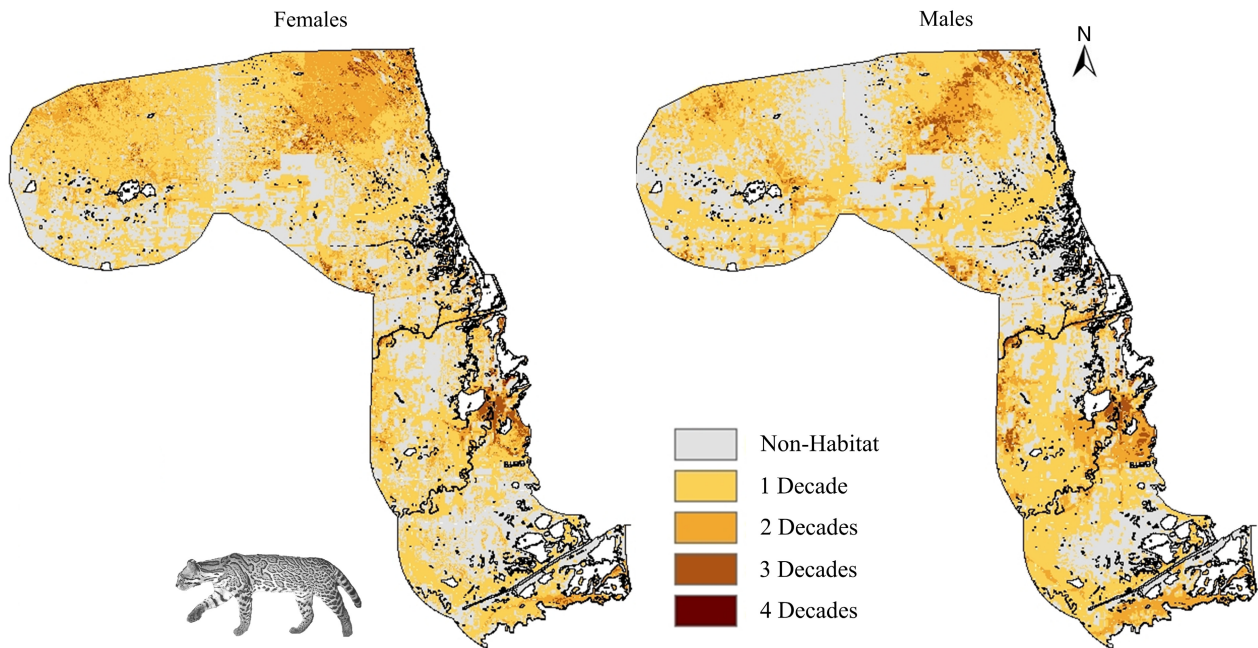 Females
Males
N
Non-Habitat
1 Decade
2 Decades
3 Decades
4 Decades